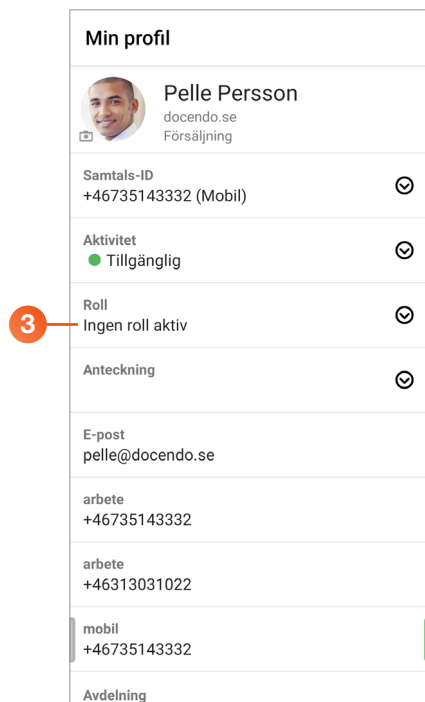 Min profil
Pelle Persson
docendo.se
Försäljning
Samtals-ID
+46735143332 (Mobil)
Aktivitet
Tillgänglig
Roll
3
Ingen roll aktiv
Anteckning
E-post
pelle@docendo.se
arbete
+46735143332
arbete
+46313031022
mobil
+46735143332
Avdelning